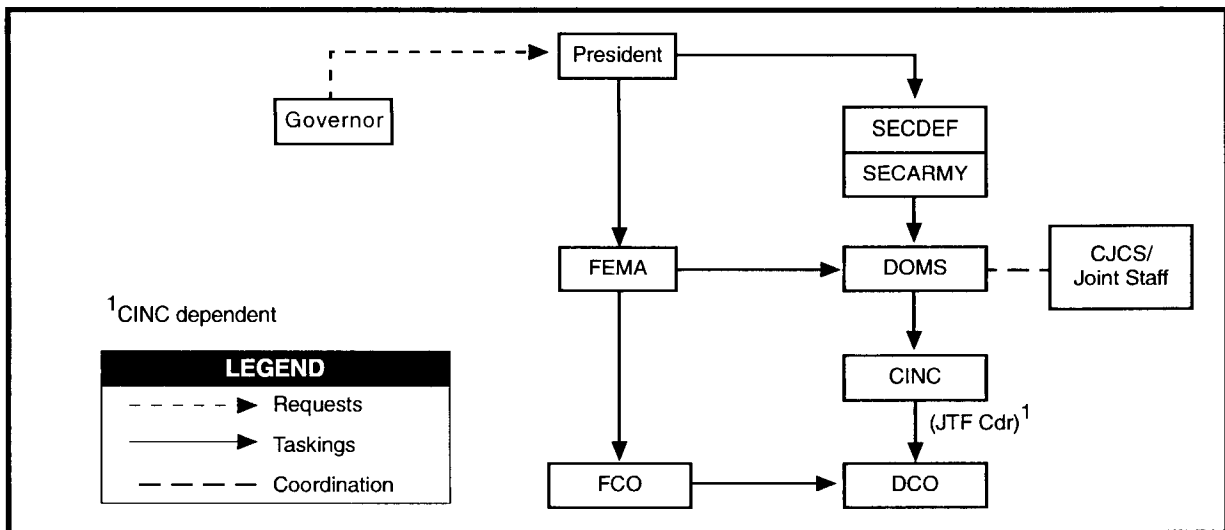 President
Governor
SECDEF
SECARMY
FEMA
DOMS
CJCS/
Joint Staff
¹CINC dependent
LEGEND
Requests
Taskings
Coordination
CINC
(JTF Cdr)¹
FCO
DCO